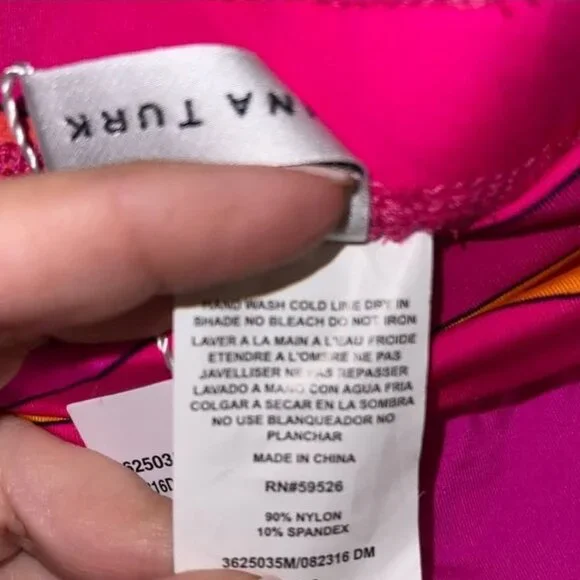 NA TURK
HAND WASH COLD LINE DRY IN
SHADE NO BLEACH DO NOT IRON
LAVER A LA MAIN A L'EAU FROIDE
ETENDRE A L'OMBRE NE PAS
JAVELLISER NE PAS REPASSER
LAVADO A MANO CON AGUA FRIA
COLGAR A SECAR EN LA SOMBRA
NO USE BLANQUEADOR NO
PLANCHAR
MADE IN CHINA
RN#59526
90% NYLON
10% SPANDEX
3625035M/082316 DM
62503
16D